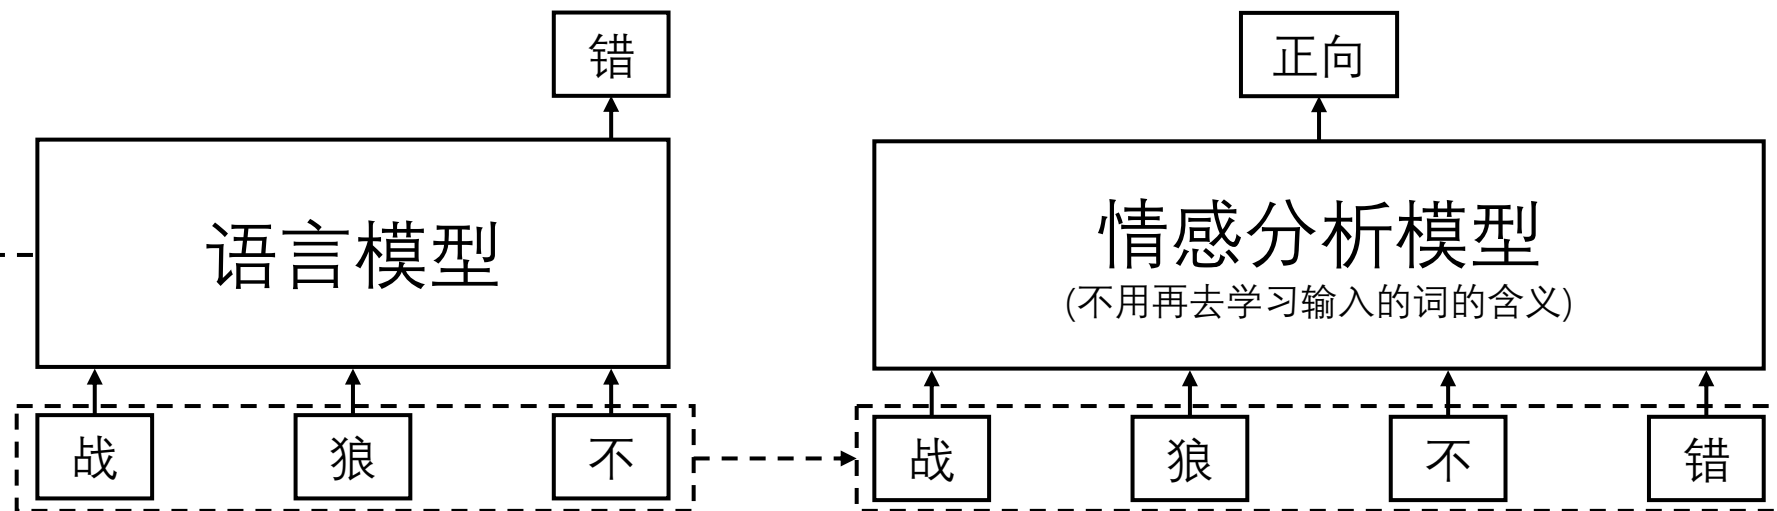 错
正向
语言模型
情感分析模型
(不用再去学习输入的词的含义)
战
狼
不
战
狼
不
错